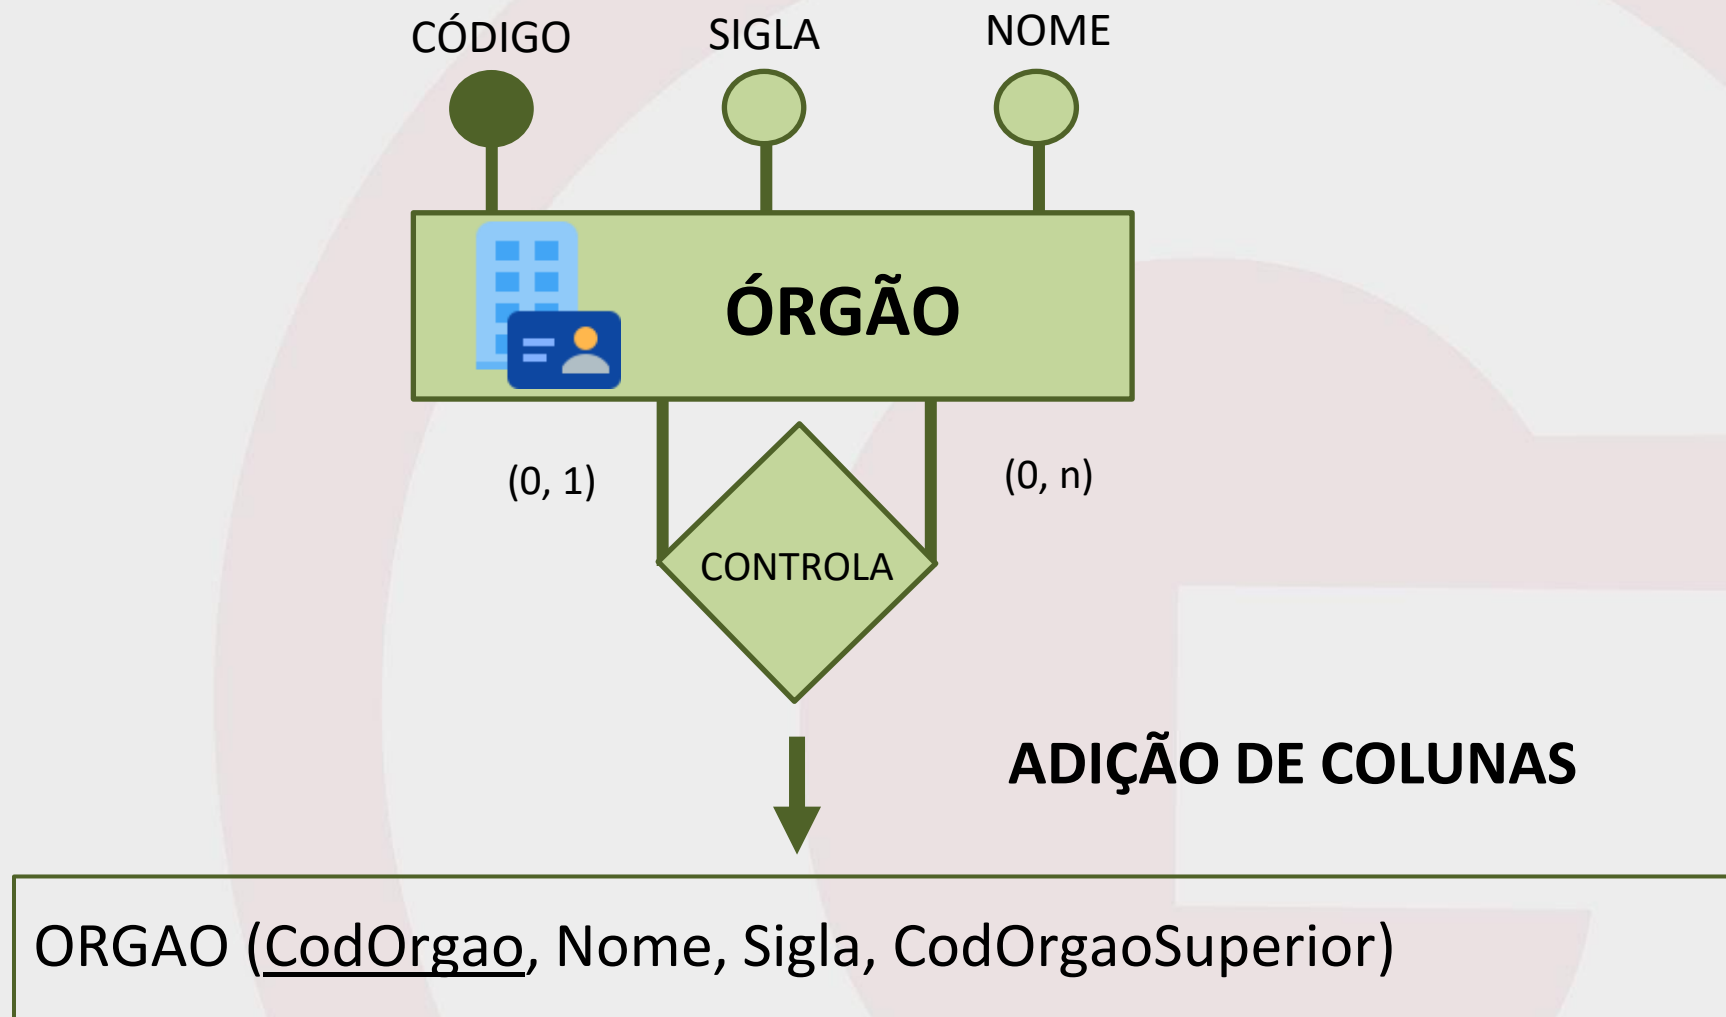 CÓDIGO
SIGLA
NOME
ÓRGÃO
(0, 1)
(0, n)
CONTROLA
ADIÇÃO DE COLUNAS
ORGAO (CodOrgao, Nome, Sigla, CodOrgaoSuperior)